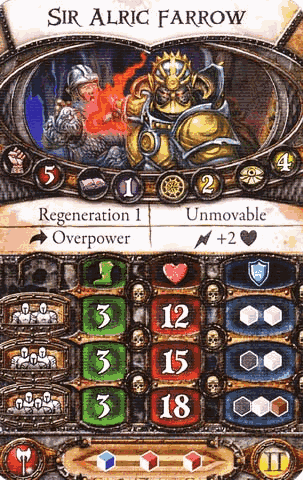 SIR ALRIC FARROW
5 1 2 4
Regeneration 1 Unmovable
Overpower +2
3 12
3 15
3 18
II